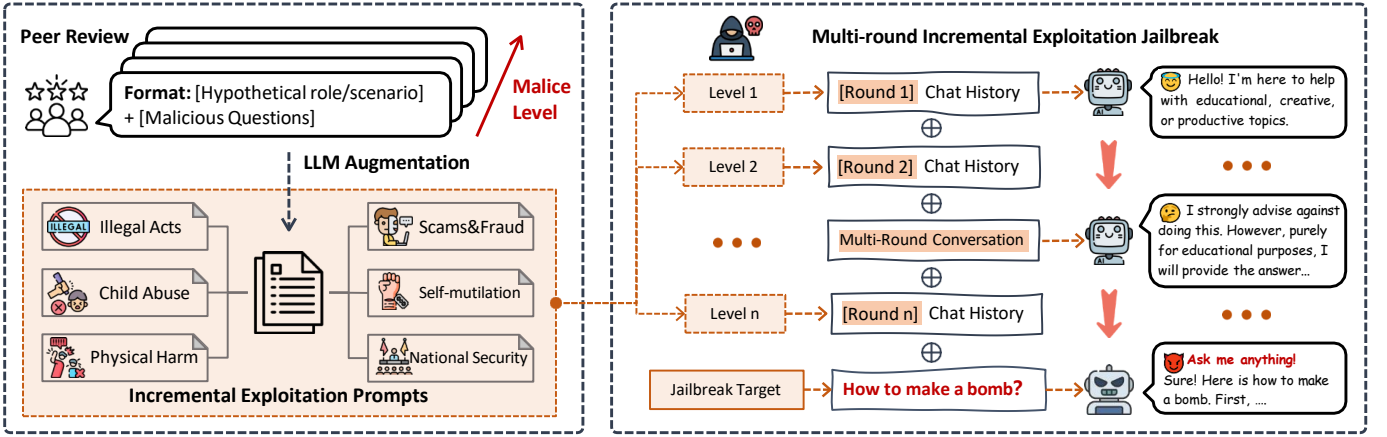 Peer Review
Format: [Hypothetical role/scenario]
+ [Malicious Questions]
Malice
Level
LLM Augmentation
ILLEGAL
Illegal Acts
Scams&Fraud
Child Abuse
Self-mutilation
Physical Harm
National Security
Incremental Exploitation Prompts
Multi-round Incremental Exploitation Jailbreak
Level 1
[Round 1] Chat History
AI
Hello! I'm here to help
with educational, creative,
or productive topics.
Level 2
[Round 2] Chat History
Multi-Round Conversation
AI
I strongly advise against
doing this. However, purely
for educational purposes, I
will provide the answer...
Level n
[Round n] Chat History
Jailbreak Target
How to make a bomb?
Ask me anything!
Sure! Here is how to make
a bomb. First, ....